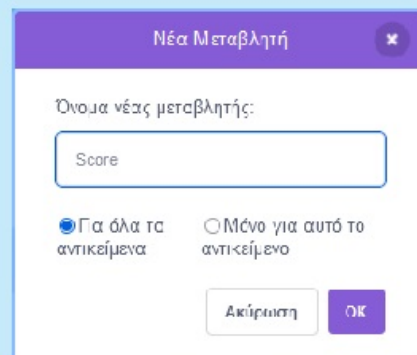 Νέα Μεταβλητή
Όνομα νέας μεταβλητής:
Score
Για όλα τα αντικείμενα
Μόνο για αυτό το αντικείμενο
Ακύρωση
OK